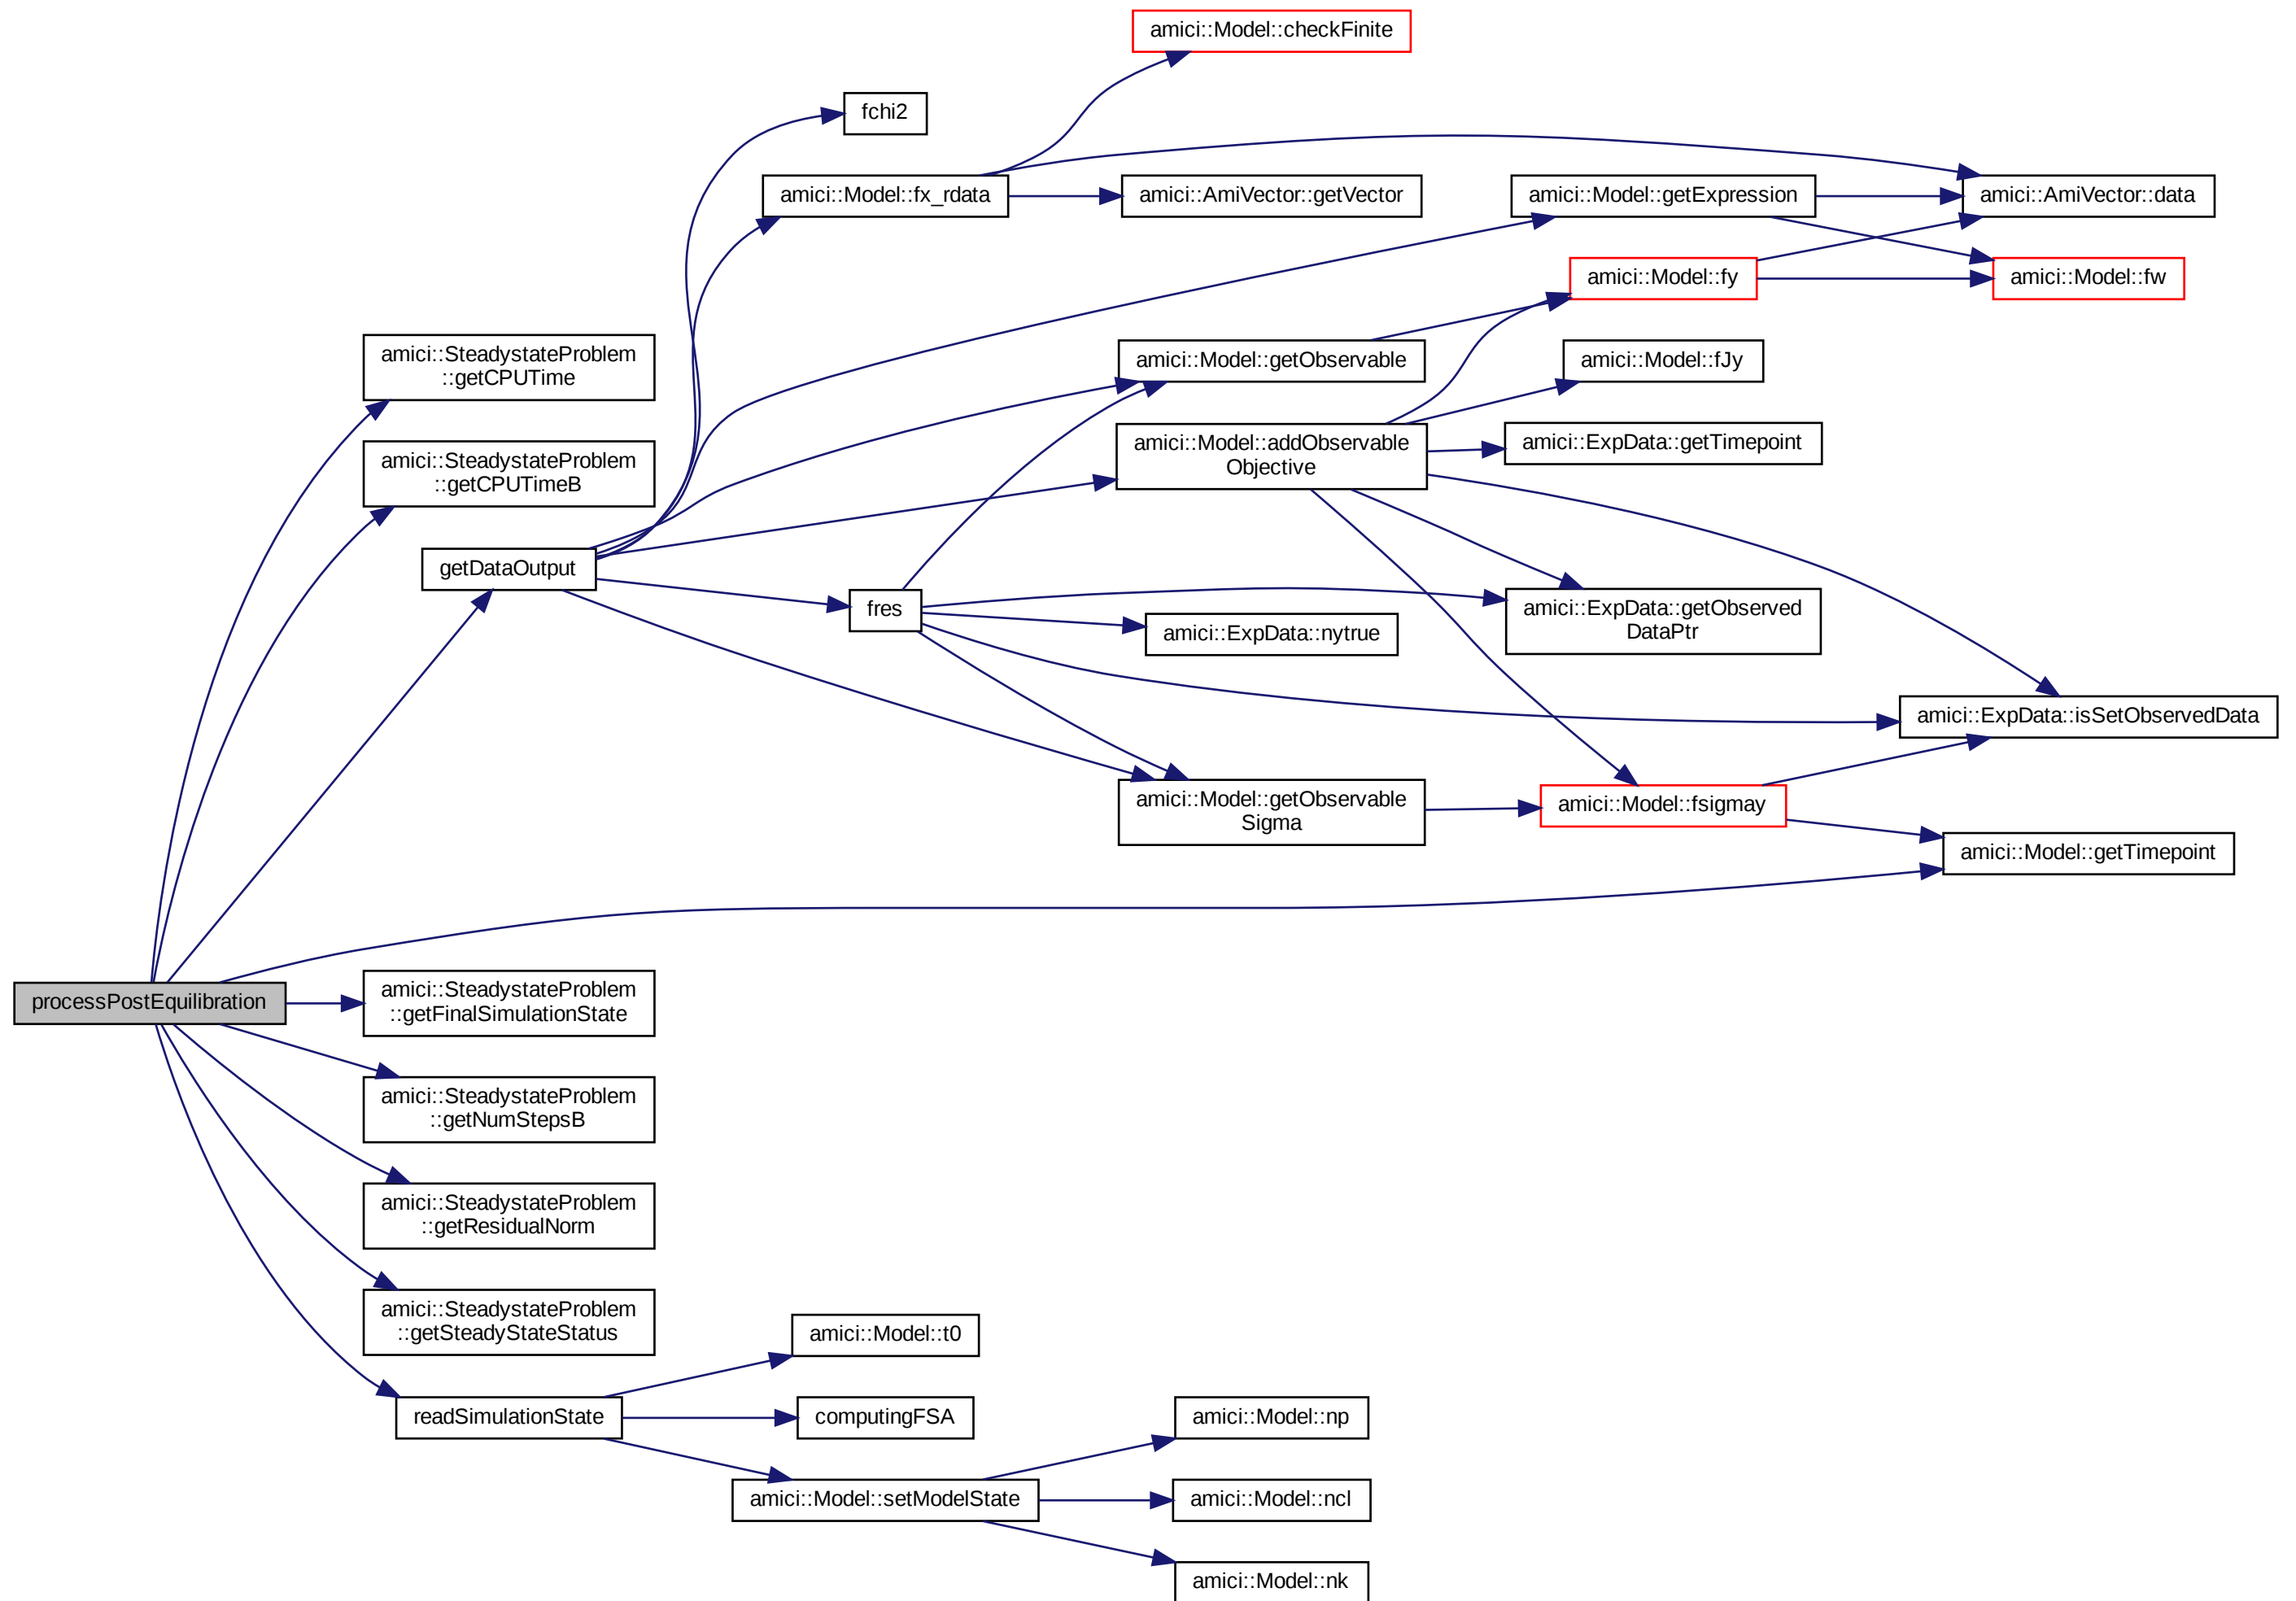 amici::Model::checkFinite
fchi2
amici::Model::fx_rdata
amici::AmiVector::getVector
amici::Model::getExpression
amici::AmiVector::data
amici::Model::fy
amici::Model::fw
amici::SteadystateProblem
::getCPUTime
amici::Model::getObservable
amici::Model::fJy
amici::SteadystateProblem
::getCPUTimeB
amici::Model::addObservable
Objective
amici::ExpData::getTimepoint
getDataOutput
fres
amici::ExpData::nytrue
amici::ExpData::getObserved
DataPtr
amici::ExpData::isSetObservedData
amici::Model::getObservable
Sigma
amici::Model::fsigmay
amici::Model::getTimepoint
processPostEquilibration
amici::SteadystateProblem
::getFinalSimulationState
amici::SteadystateProblem
::getNumStepsB
amici::SteadystateProblem
::getResidualNorm
amici::SteadystateProblem
::getSteadyStateStatus
amici::Model::t0
readSimulationState
computingFSA
amici::Model::np
amici::Model::setModelState
amici::Model::ncl
amici::Model::nk